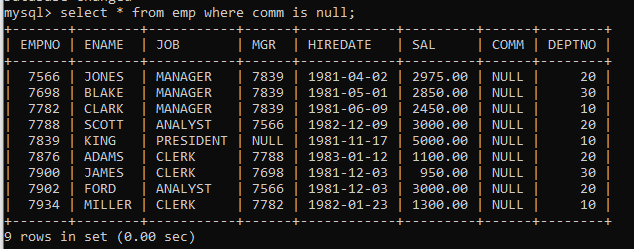 Database changed
mysql> select * from emp where comm is null;
+-------+--------+-----------+------+------------+---------+------+--------+
| EMPNO | ENAME  | JOB       | MGR  | HIREDATE   | SAL     | COMM | DEPTNO |
+-------+--------+-----------+------+------------+---------+------+--------+
|  7566 | JONES  | MANAGER   | 7839 | 1981-04-02 | 2975.00 | NULL |     20 |
|  7698 | BLAKE  | MANAGER   | 7839 | 1981-05-01 | 2850.00 | NULL |     30 |
|  7782 | CLARK  | MANAGER   | 7839 | 1981-06-09 | 2450.00 | NULL |     10 |
|  7788 | SCOTT  | ANALYST   | 7566 | 1982-12-09 | 3000.00 | NULL |     20 |
|  7839 | KING   | PRESIDENT | NULL | 1981-11-17 | 5000.00 | NULL |     10 |
|  7876 | ADAMS  | CLERK     | 7788 | 1983-01-12 | 1100.00 | NULL |     20 |
|  7900 | JAMES  | CLERK     | 7698 | 1981-12-03 |  950.00 | NULL |     30 |
|  7902 | FORD   | ANALYST   | 7566 | 1981-12-03 | 3000.00 | NULL |     20 |
|  7934 | MILLER | CLERK     | 7782 | 1982-01-23 | 1300.00 | NULL |     10 |
+-------+--------+-----------+------+------------+---------+------+--------+
9 rows in set (0.00 sec)